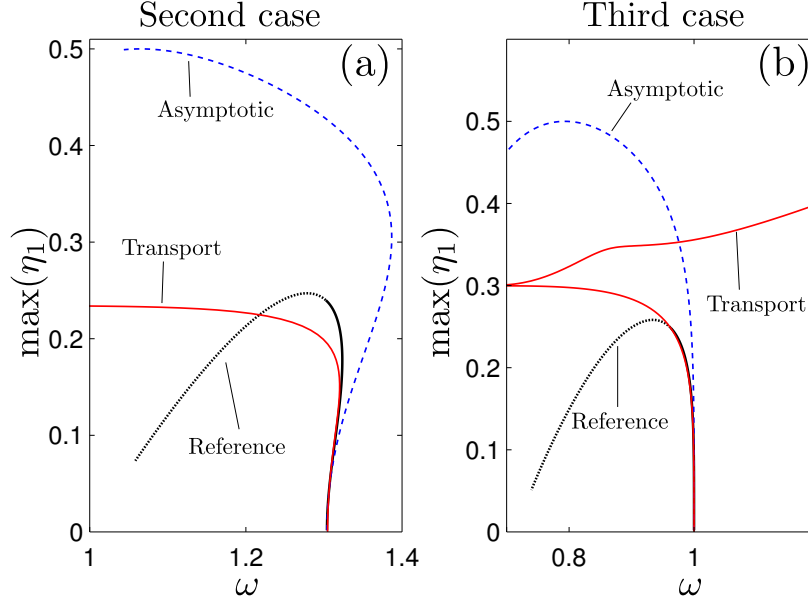 Second case
Third case
(a)
(b)
0.5
0.4
0.3
0.2
0.1
0
1
1.2
1.4
max(η₁)
ω
Asymptotic
Transport
Reference
0.5
0.4
0.3
0.2
0.1
0
0.8
1
max(η₁)
ω
Asymptotic
Transport
Reference